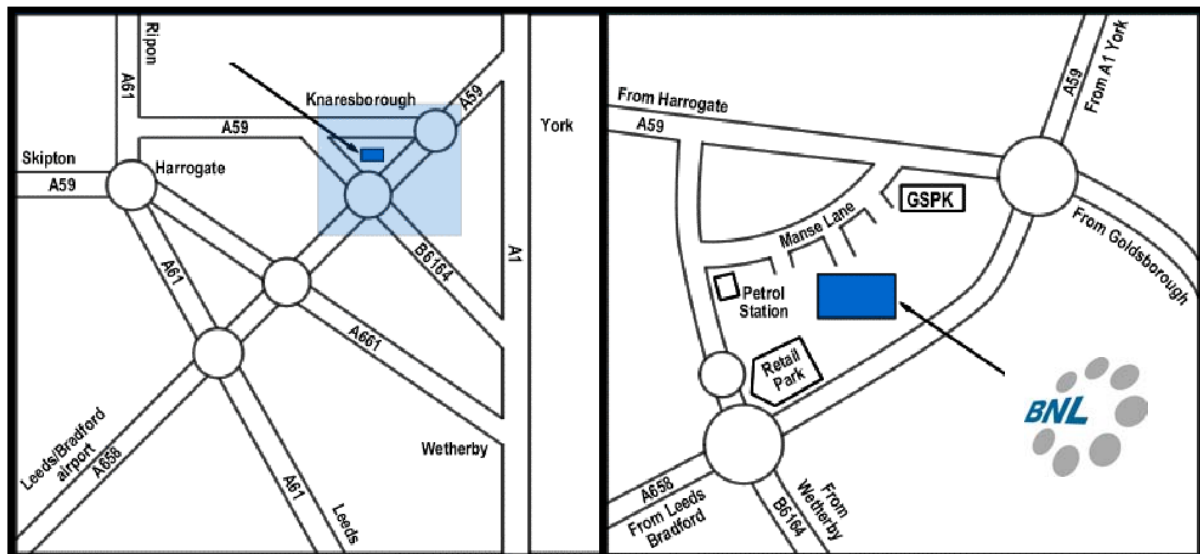 Ripon
A61
Knaresborough
A59
A59
York
Skipton
A59
Harrogate
A61
B6164
A1
A661
Leeds/Bradford
airport
A658
Wetherby
A61
Leeds
From Harrogate
A59
A59
From A1 York
GSPK
Manse Lane
From Goldsborough
Petrol
Station
Retail
Park
BNL
A658
From Leeds
Bradford
B6164
From
Wetherby